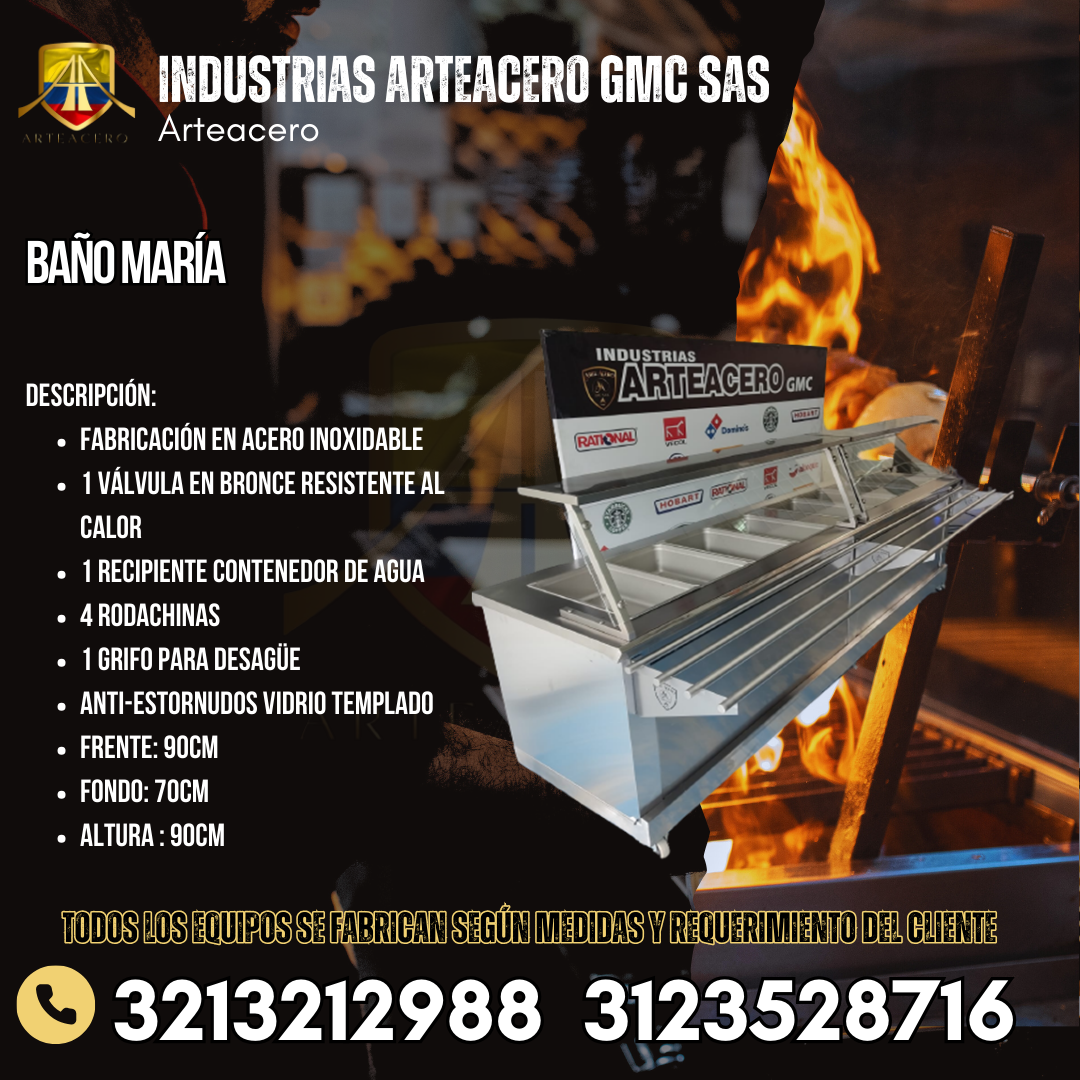 INDUSTRIAS ARTEACERO GMC SAS
Arteacero
ARTEACERO
BAÑO MARÍA
DESCRIPCIÓN:
• FABRICACIÓN EN ACERO INOXIDABLE
• 1 VÁLVULA EN BRONCE RESISTENTE AL
CALOR
• 1 RECIPIENTE CONTENEDOR DE AGUA
• 4 RODACHINAS
• 1 GRIFO PARA DESAGÜE
• ANTI-ESTORNUDOS VIDRIO TEMPLADO
• FRENTE: 90CM
• FONDO: 70CM
• ALTURA : 90CM
INDUSTRIAS
ARTEACERO GMC
RATIONAL
Domino's
HOBART
HOBART
RATIONAL
TODOS LOS EQUIPOS SE FABRICAN SEGÚN MEDIDAS Y REQUERIMIENTO DEL CLIENTE
3213212988 3123528716